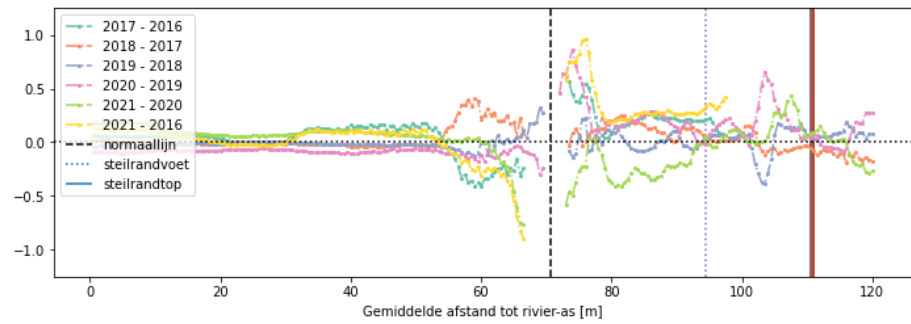 1.0
0.5
0.0
−0.5
−1.0
2017 - 2016
2018 - 2017
2019 - 2018
2020 - 2019
2021 - 2020
2021 - 2016
normaallijn
steilrandvoet
steilrandtop
0 20 40 60 80 100 120
Gemiddelde afstand tot rivier-as [m]